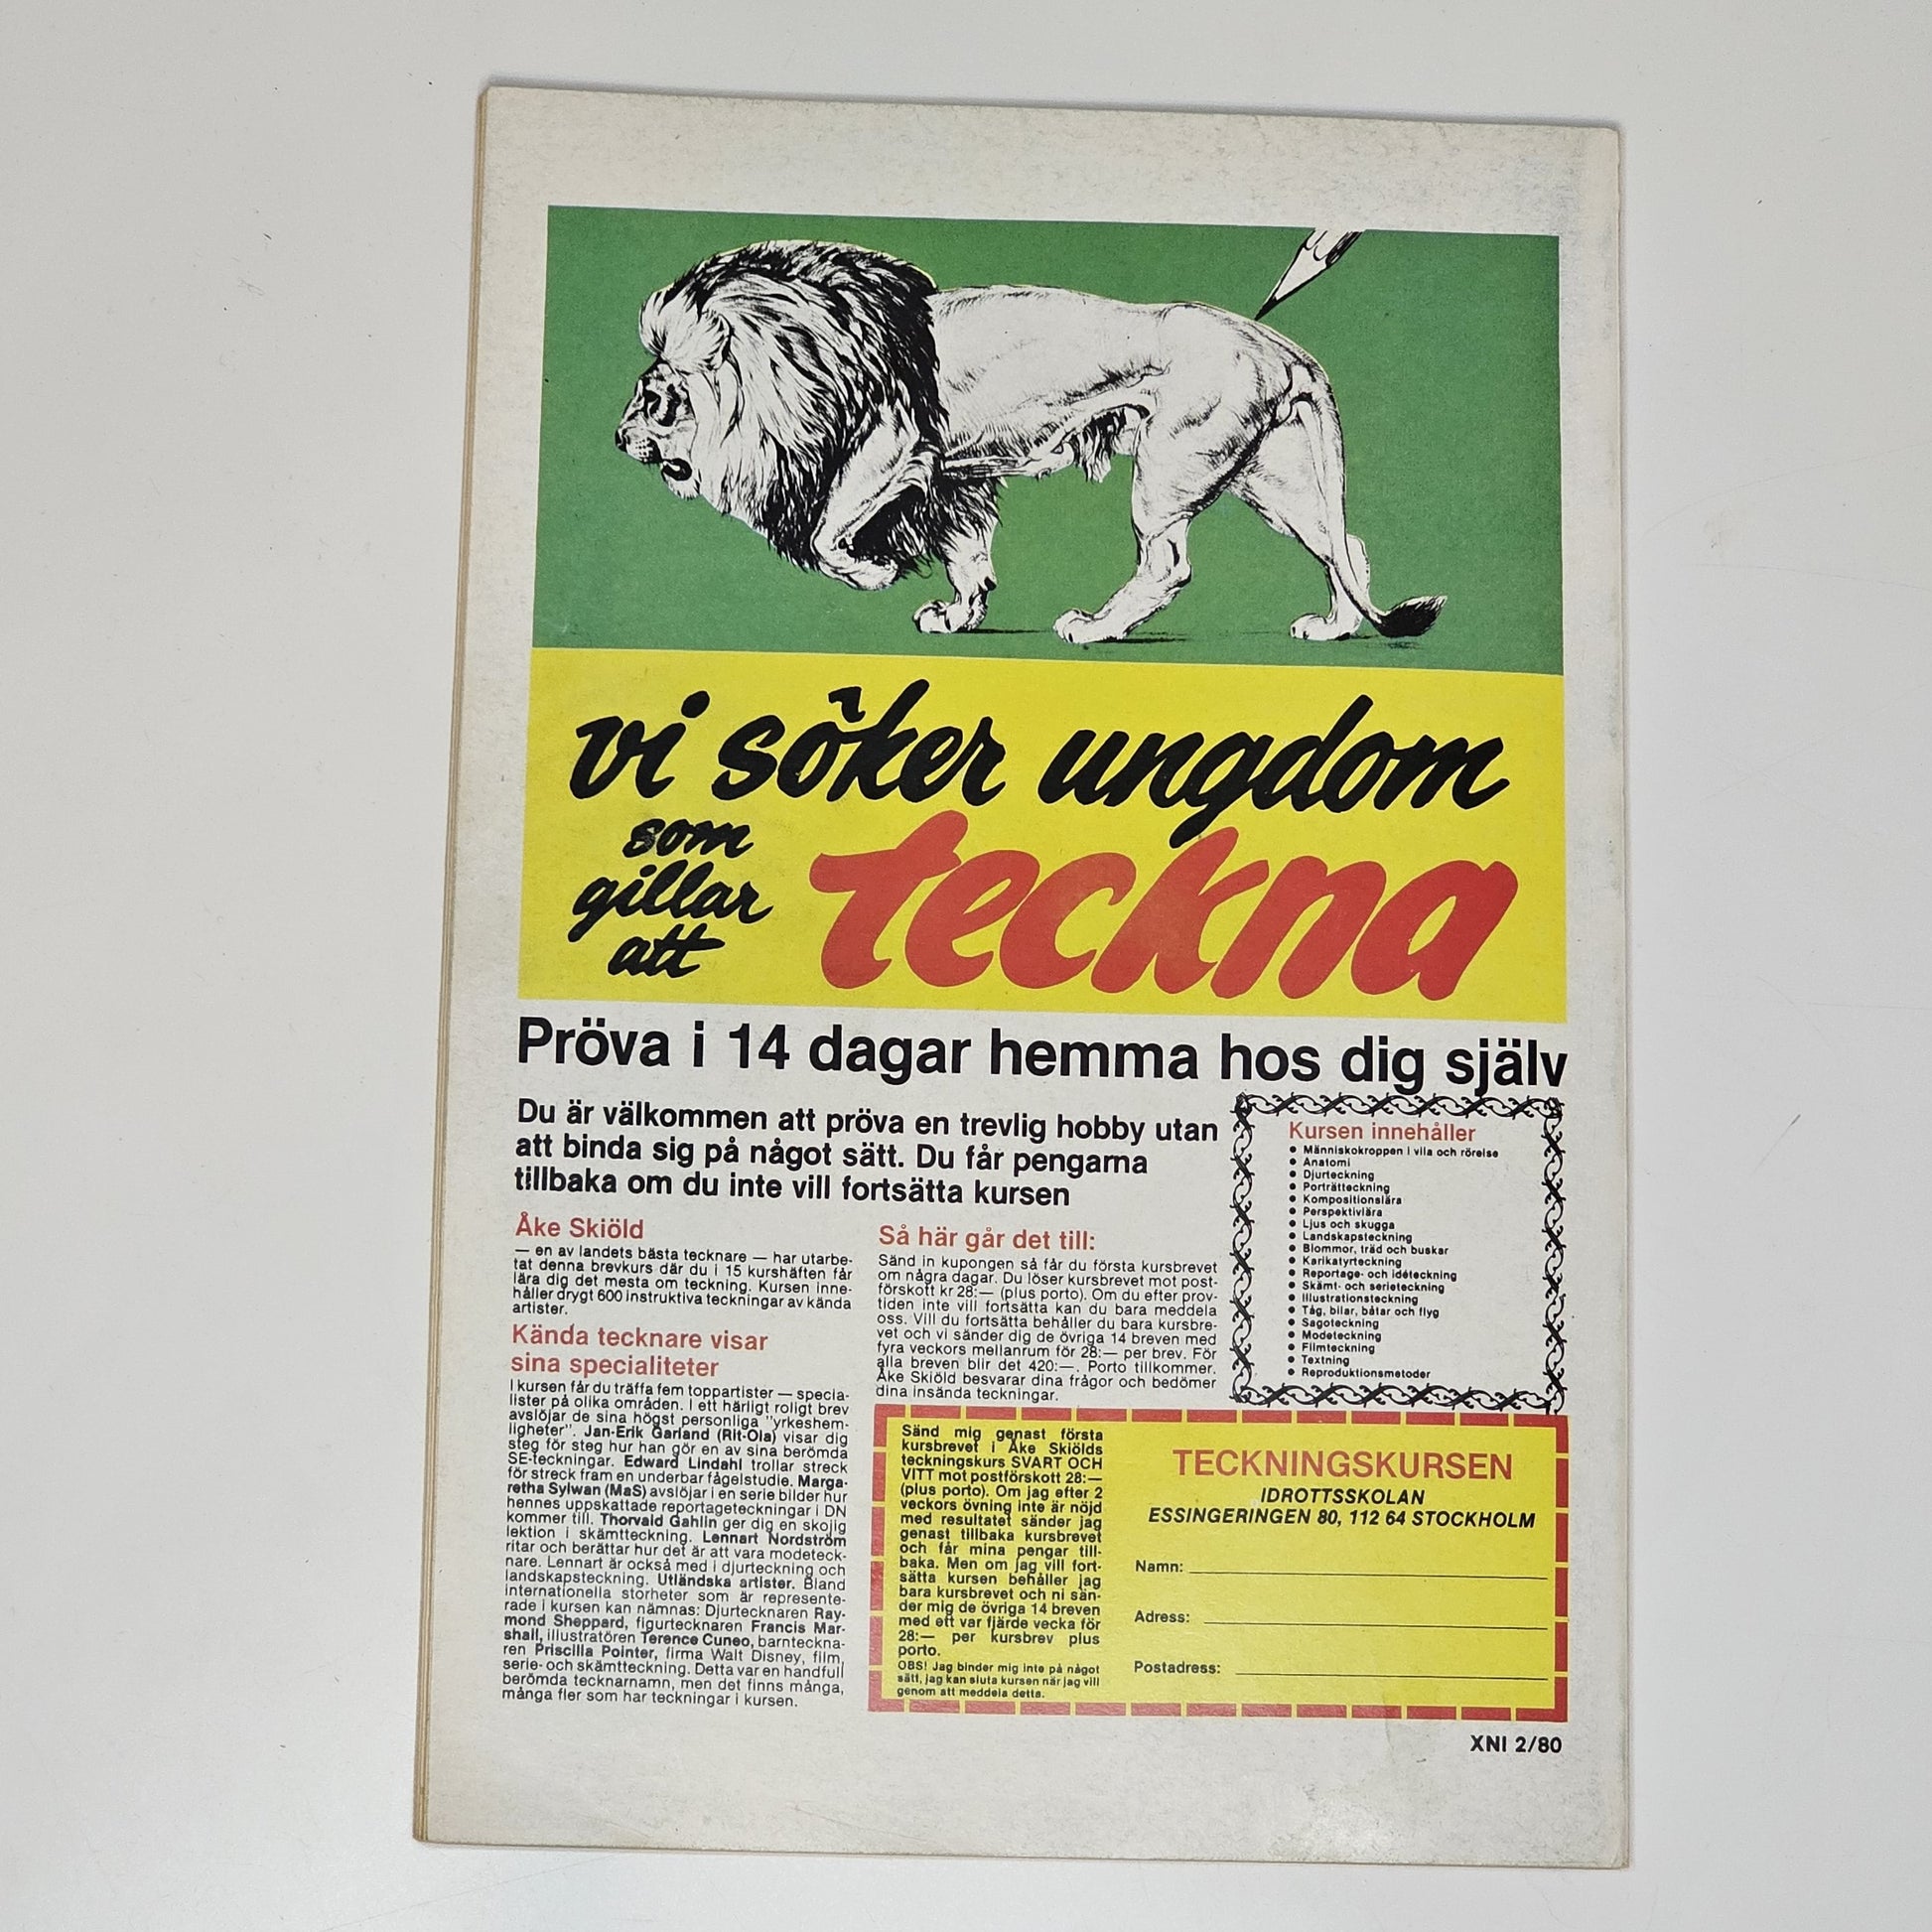 vi söker ungdom
som
gillar
att
teckna
Pröva i 14 dagar hemma hos dig själv
Du är välkommen att pröva en trevlig hobby utan
att binda sig på något sätt. Du får pengarna
tillbaka om du inte vill fortsätta kursen
Åke Skiöld
— en av landets bästa tecknare — har utarbe-
tat denna brevkurs där du i 15 kurshäften får
lära dig det mesta om teckning. Kursen inne-
håller drygt 600 instruktiva teckningar av kända
artister.
Kända tecknare visar
sina specialiteter
I kursen får du träffa fem toppartister — specia-
lister på olika områden. I ett härligt roligt brev
avslöjar de sina högst personliga "yrkeshem-
ligheter". Jan-Erik Garland (Rit-Ola) visar dig
steg för steg hur han gör en av sina berömda
SE-teckningar. Edward Lindahl trollar streck
för streck fram en underbar fågelstudie. Marga-
retha Sylwan (MaS) avslöjar i en serie bilder hur
hennes uppskattade reportageteckningar i DN
kommer till. Thorvald Gahlin ger dig en skojig
lektion i skämtteckning. Lennart Nordström
ritar och berättar hur det är att vara modeteck-
nare. Lennart är också med i djurteckning och
landskapsteckning. Utländska artister. Bland
internationella storheter som är represente-
rade i kursen kan nämnas: Djurtecknaren Ray-
mond Sheppard, figurtecknaren Francis Mar-
shall, illustratören Terence Cuneo, barnteckna-
ren Priscilla Pointer, firma Walt Disney, film,
serie- och skämtteckning. Detta var en handfull
berömda tecknarnamn, men det finns många,
många fler som har teckningar i kursen.
Så här går det till:
Sänd in kupongen så får du första kursbrevet
om några dagar. Du löser kursbrevet mot post-
förskott kr 28:— (plus porto). Om du efter prov-
tiden inte vill fortsätta kan du bara meddela
oss. Vill du fortsätta behåller du bara kursbre-
vet och vi sänder dig de övriga 14 breven med
fyra veckors mellanrum för 28:— per brev. För
alla breven blir det 420:—. Porto tillkommer.
Åke Skiöld besvarar dina frågor och bedömer
dina insända teckningar.
Kursen innehåller
● Människokroppen i vila och rörelse
● Anatomi
● Djurteckning
● Porträtteckning
● Kompositionslära
● Perspektivlära
● Ljus och skugga
● Landskapsteckning
● Blommor, träd och buskar
● Karikatyrteckning
● Reportage- och idéteckning
● Skämt- och serieteckning
● Illustrationsteckning
● Tåg, bilar, båtar och flyg
● Sagoteckning
● Modeteckning
● Filmteckning
● Textning
● Reproduktionsmetoder
Sänd mig genast första
kursbrevet i Åke Skiölds
teckningskurs SVART OCH
VITT mot postförskott 28:—
(plus porto). Om jag efter 2
veckors övning inte är nöjd
med resultatet sänder jag
genast tillbaka kursbrevet
och får mina pengar till-
baka. Men om jag vill fort-
sätta kursen behåller jag
bara kursbrevet och ni sän-
der mig de övriga 14 breven
med ett var fjärde vecka för
28:— per kursbrev plus
porto.
OBS! Jag binder mig inte på något
sätt, jag kan sluta kursen när jag vill
genom att meddela detta.
TECKNINGSKURSEN
IDROTTSSKOLAN
ESSINGERINGEN 80, 112 64 STOCKHOLM
Namn:
Adress:
Postadress:
XNI 2/80